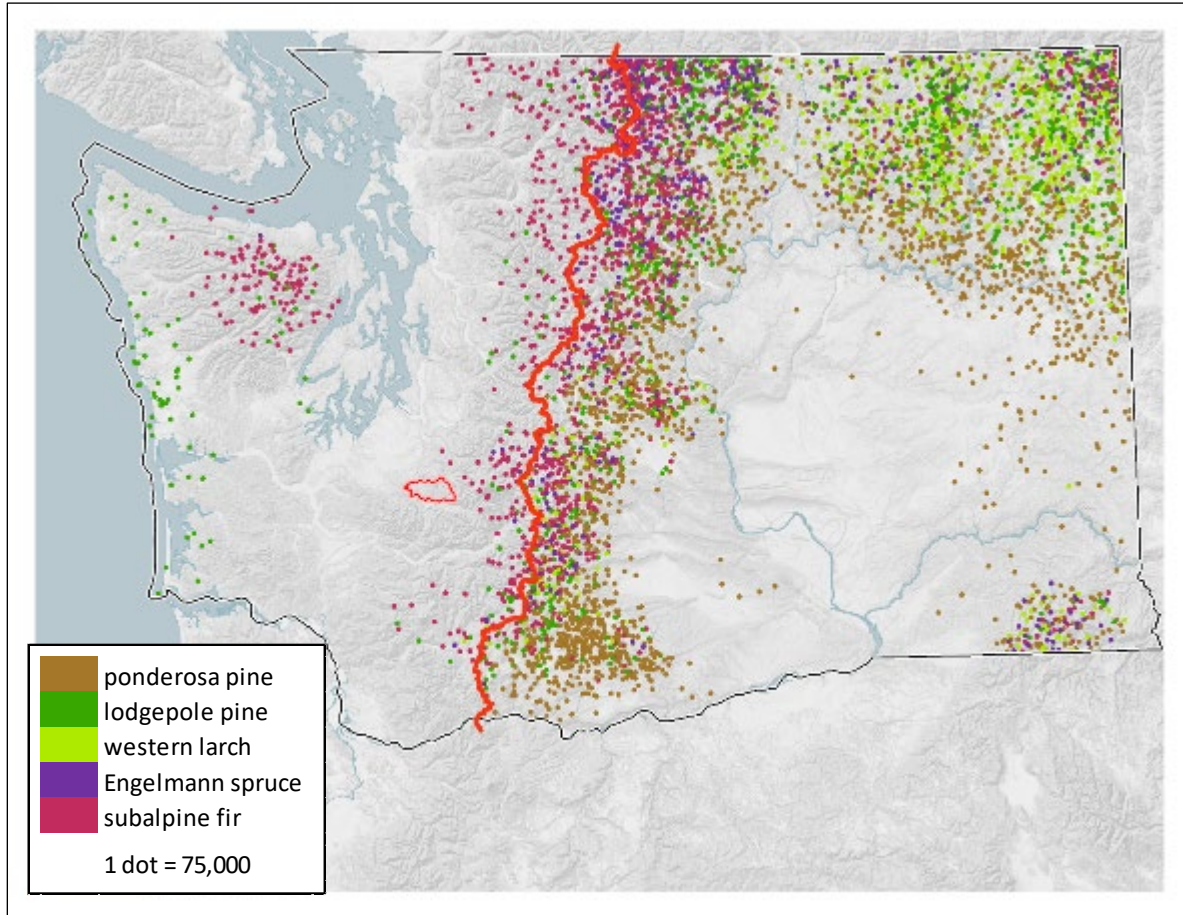 ponderosa pine
lodgepole pine
western larch
Engelmann spruce
subalpine fir
1 dot = 75,000